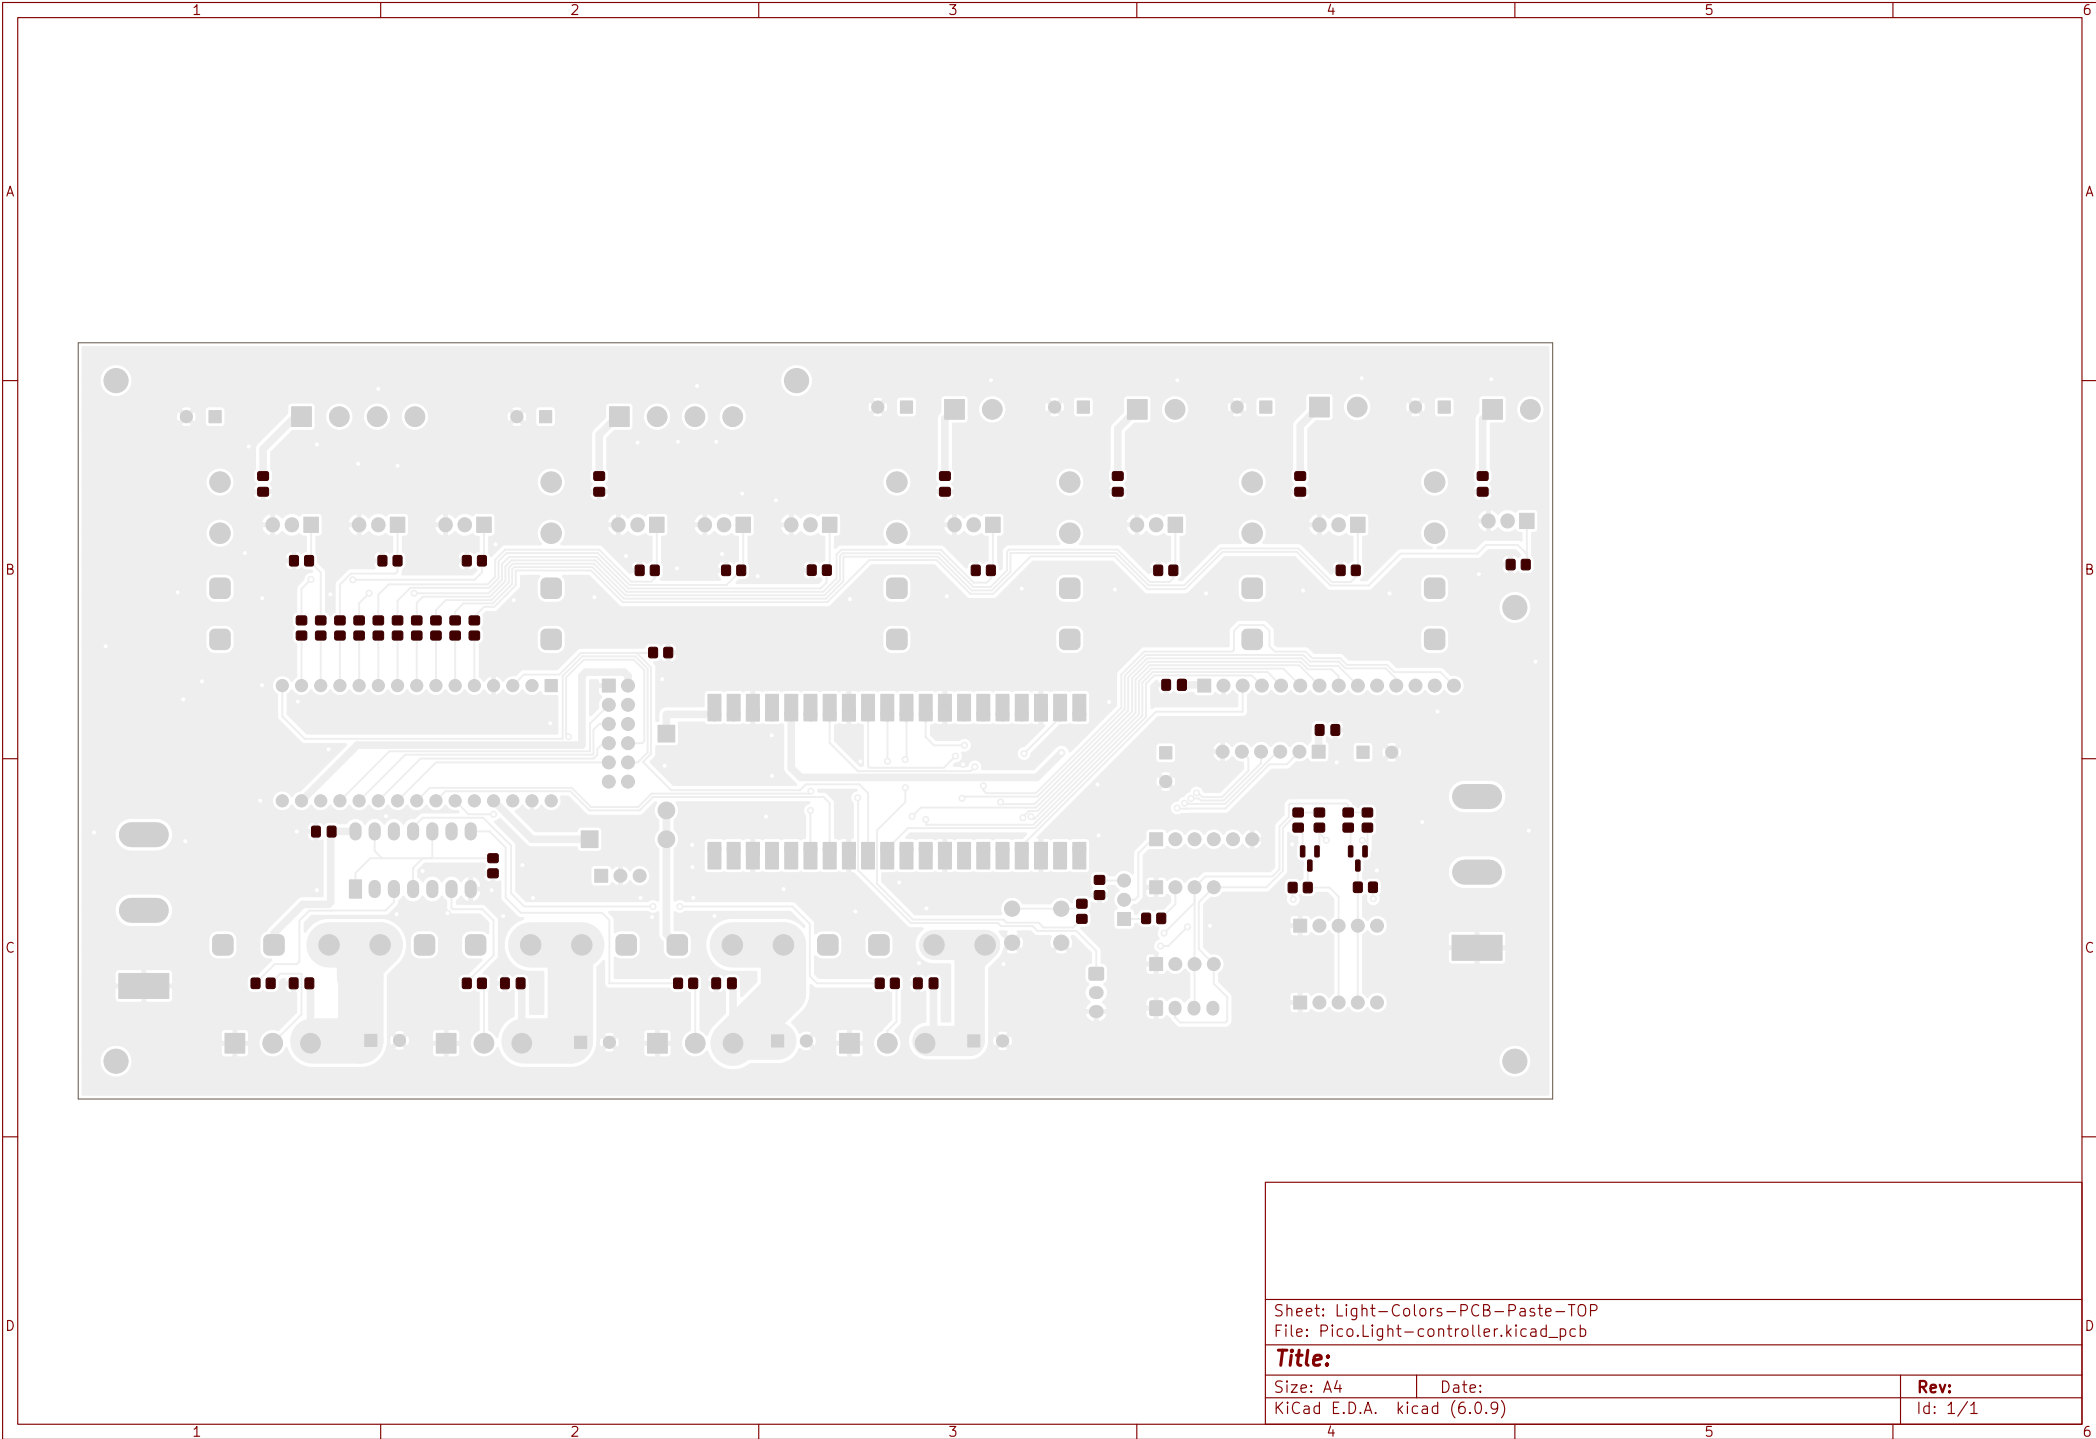 1 2 3 4 5 6
A A
B B
C C
D D
Sheet: Light-Colors-PCB-Paste-TOP
File: Pico.Light-controller.kicad_pcb
Title:
Size: A4 Date: Rev:
KiCad E.D.A. kicad (6.0.9) Id: 1/1
1 2 3 4 5 6